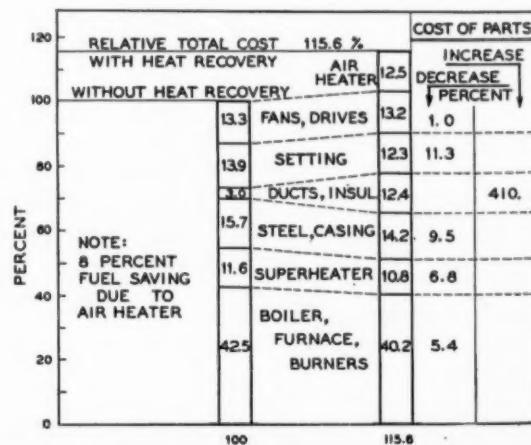 COST OF PARTS
120
RELATIVE TOTAL COST 115.6 %
INCREASE
WITH HEAT RECOVERY
AIR HEATER
12.5
DECREASE
PERCENT
100
WITHOUT HEAT RECOVERY
13.3
FANS, DRIVES
13.2
1.0
80
13.9
SETTING
12.3
11.3
3.0
DUCTS, INSUL
12.4
410.
PERCENT
60
15.7
STEEL, CASING
14.2
9.5
NOTE:
8 PERCENT
FUEL SAVING
DUE TO
AIR HEATER
40
11.6
SUPERHEATER
10.8
6.8
BOILER,
FURNACE,
BURNERS
20
42.5
40.2
5.4
0
100
115.6